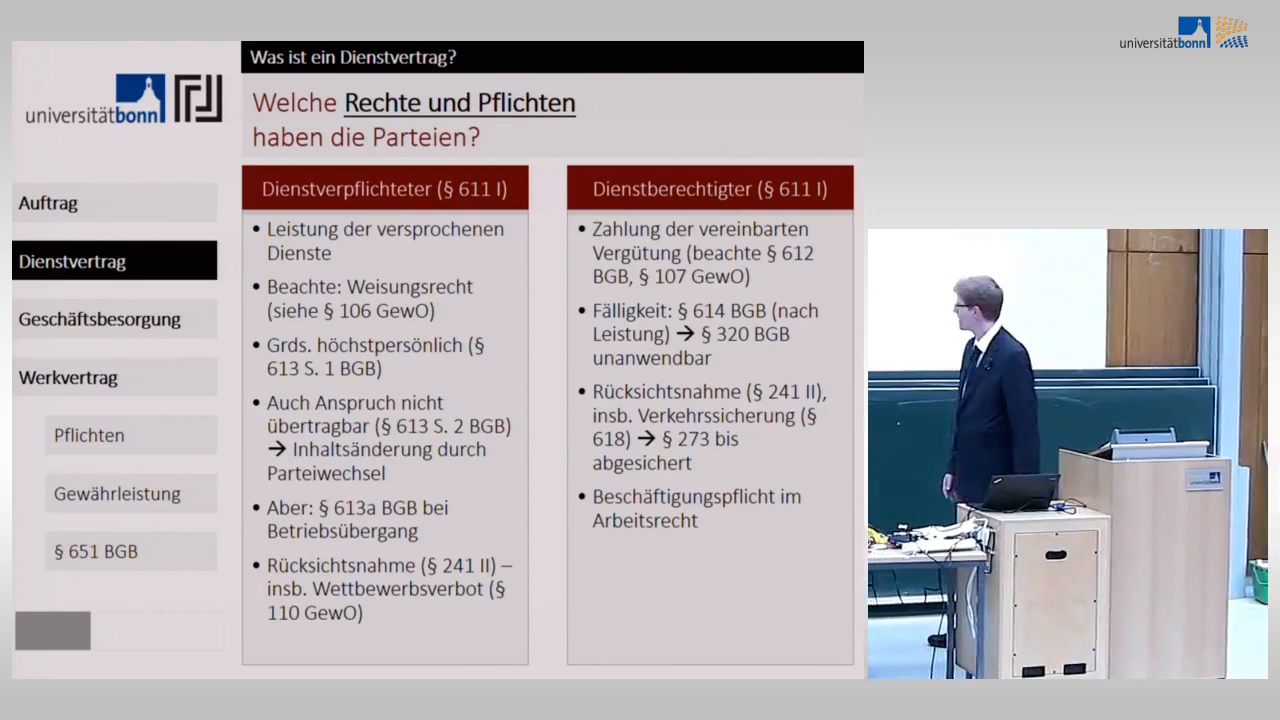 universitätbonn
Was ist ein Dienstvertrag?
universitätbonn
Welche Rechte und Pflichten
haben die Parteien?
Auftrag
Dienstvertrag
Geschäftsbesorgung
Werkvertrag
Pflichten
Gewährleistung
§ 651 BGB
Dienstverpflichteter (§ 611 I)
• Leistung der versprochenen
Dienste
• Beachte: Weisungsrecht
(siehe § 106 GewO)
• Grds. höchstpersönlich (§
613 S. 1 BGB)
• Auch Anspruch nicht
übertragbar (§ 613 S. 2 BGB)
→ Inhaltsänderung durch
Parteiwechsel
• Aber: § 613a BGB bei
Betriebsübergang
• Rücksichtsnahme (§ 241 II) –
insb. Wettbewerbsverbot (§
110 GewO)
Dienstberechtigter (§ 611 I)
• Zahlung der vereinbarten
Vergütung (beachte § 612
BGB, § 107 GewO)
• Fälligkeit: § 614 BGB (nach
Leistung) → § 320 BGB
unanwendbar
• Rücksichtsnahme (§ 241 II),
insb. Verkehrssicherung (§
618) → § 273 bis
abgesichert
• Beschäftigungspflicht im
Arbeitsrecht